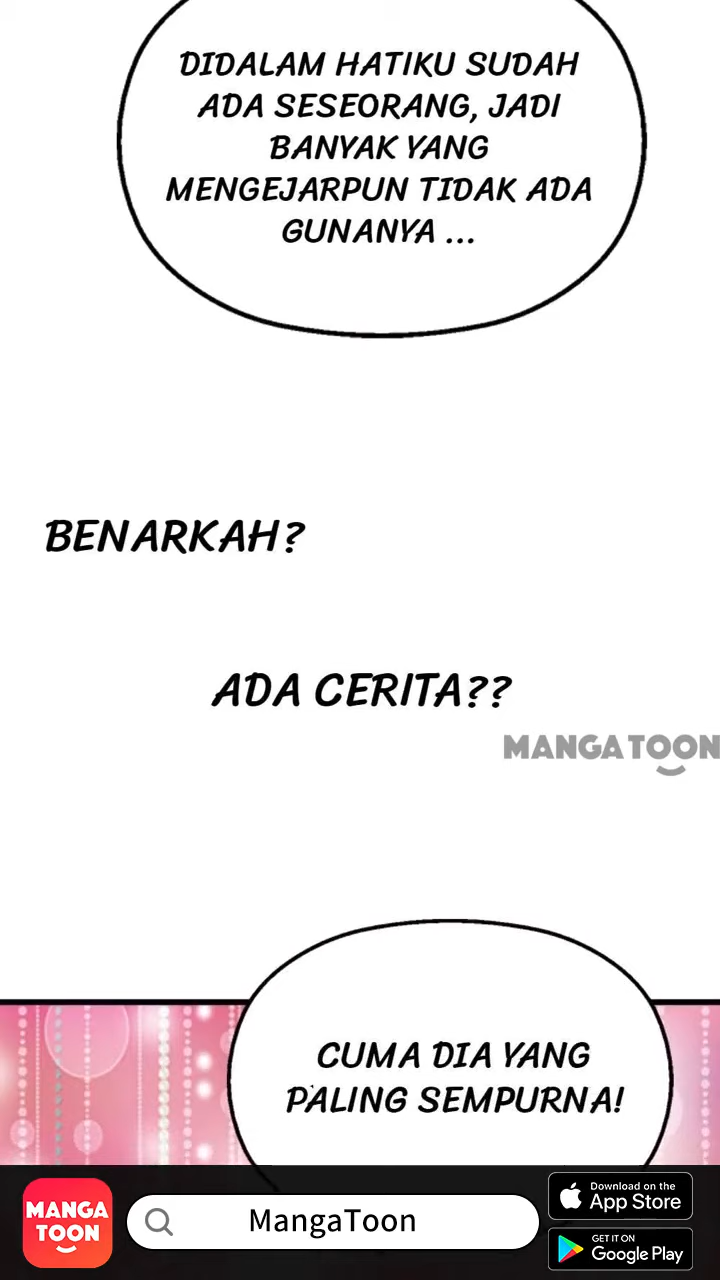 DIDALAM HATIKU SUDAH
ADA SESEORANG, JADI
BANYAK YANG
MENGEJARPUN TIDAK ADA
GUNANYA ...
BENARKAH?
ADA CERITA??
MANGATOON
CUMA DIA YANG
PALING SEMPURNA!
MANGA
TOON
MangaToon
Download on the
App Store
GET IT ON
Google Play